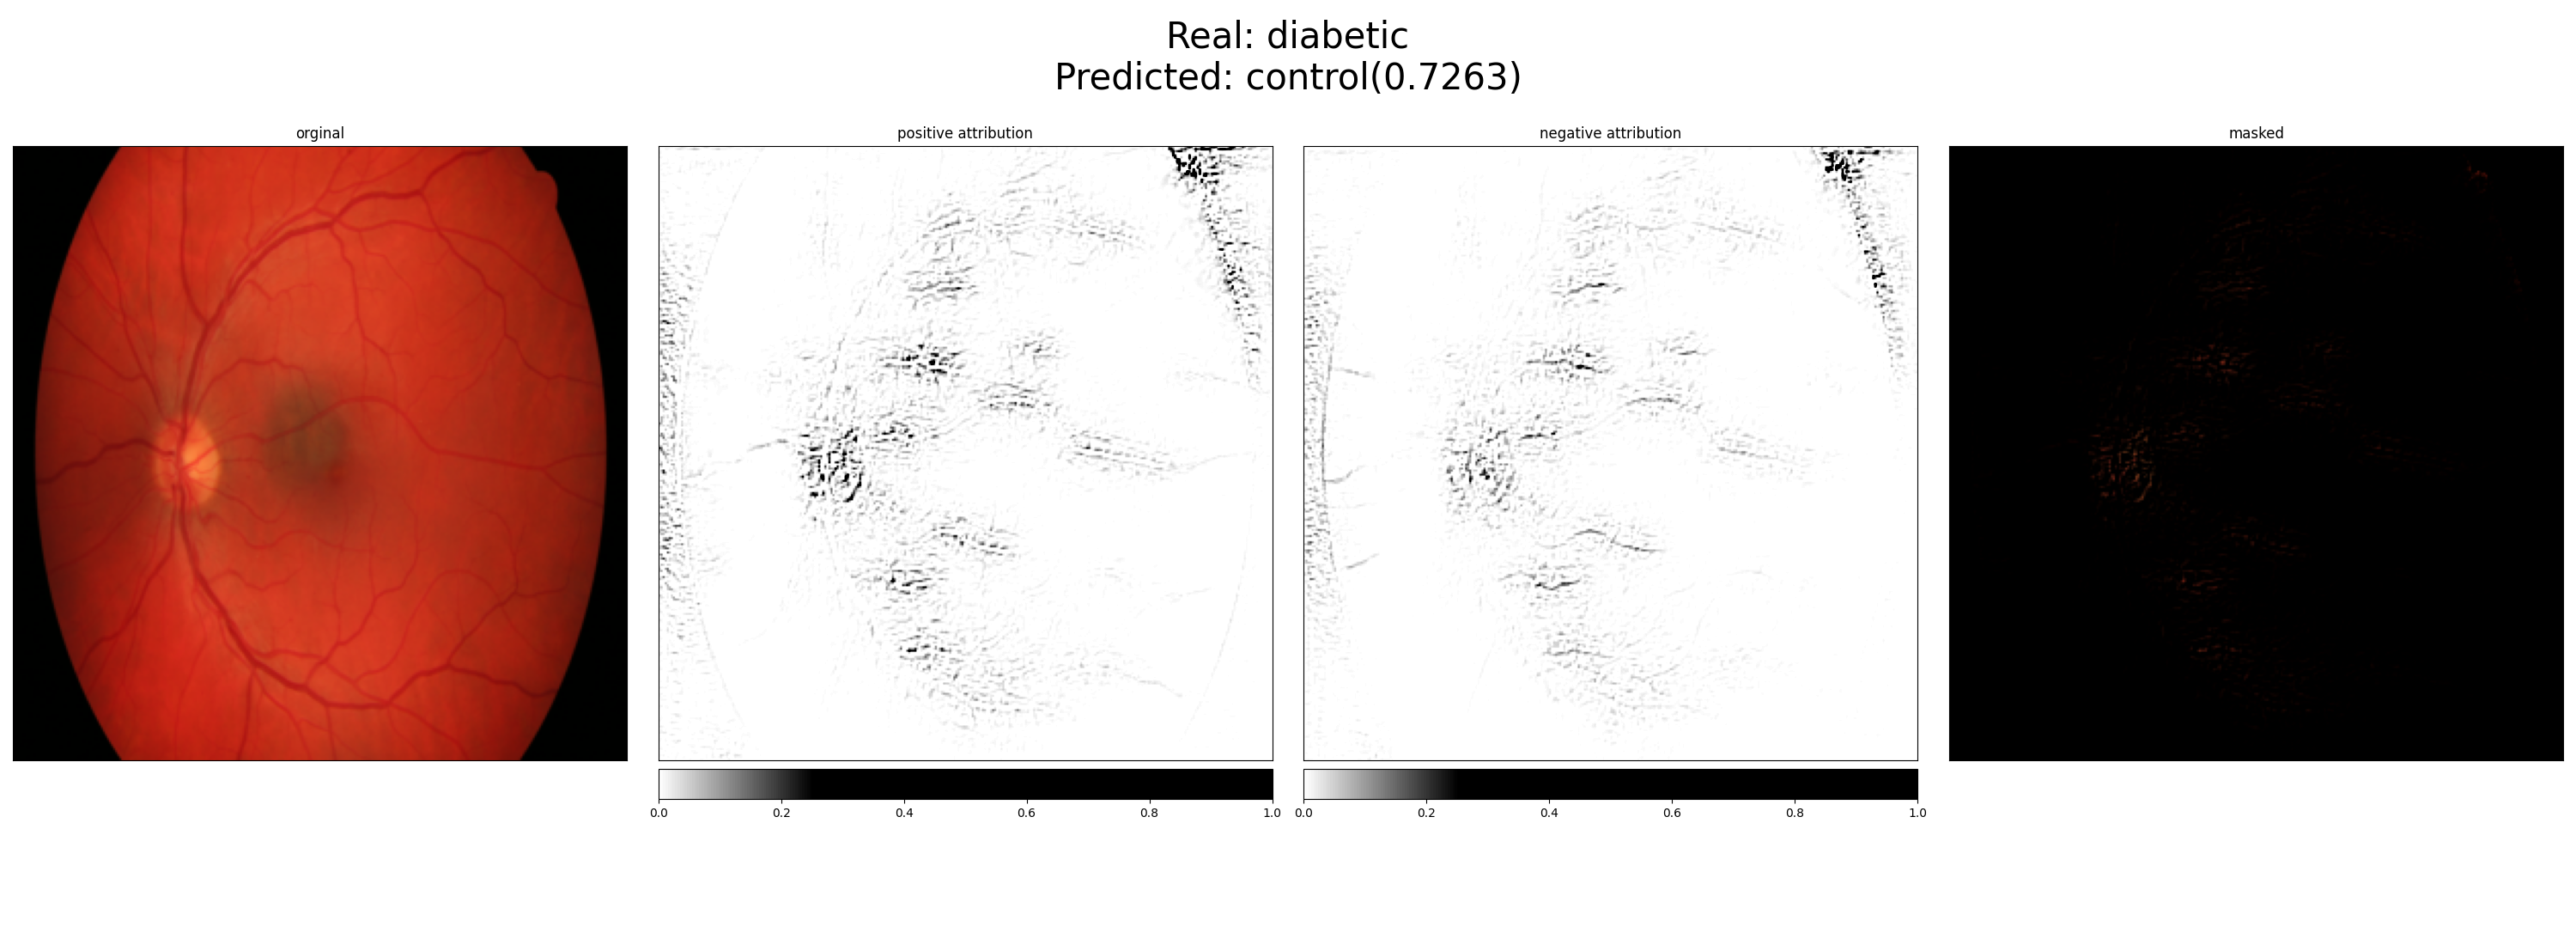 Real: diabetic
Predicted: control(0.7263)
orginal
positive attribution
negative attribution
masked
0.0 0.2 0.4 0.6 0.8 1.0
0.0 0.2 0.4 0.6 0.8 1.0